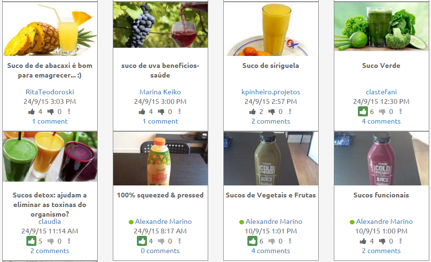 Suco de de abacaxi é bom
para emagrecer... :)
RitaTeodoroski
24/9/15 3:03 PM
4 0 !
1 comment
suco de uva benefícios-
saúde
Marina Keiko
24/9/15 3:00 PM
4 0 !
1 comment
Suco de siriguela
kpinheiro.projetos
24/9/15 2:57 PM
2 0 !
2 comments
Suco Verde
clastefani
24/9/15 12:30 PM
6 0 !
4 comments
Sucos detox: ajudam a
eliminar as toxinas do
organismo?
claudia
24/9/15 11:14 AM
5 0 !
2 comments
100% squeezed & pressed
Alexandre Marino
24/9/15 8:17 AM
4 0 !
0 comments
Sucos de Vegetais e Frutas
Alexandre Marino
10/9/15 1:01 PM
6 0 !
4 comments
COLD
PRESSED
JUICE
Sucos funcionais
Alexandre Marino
10/9/15 1:00 PM
4 0 !
2 comments